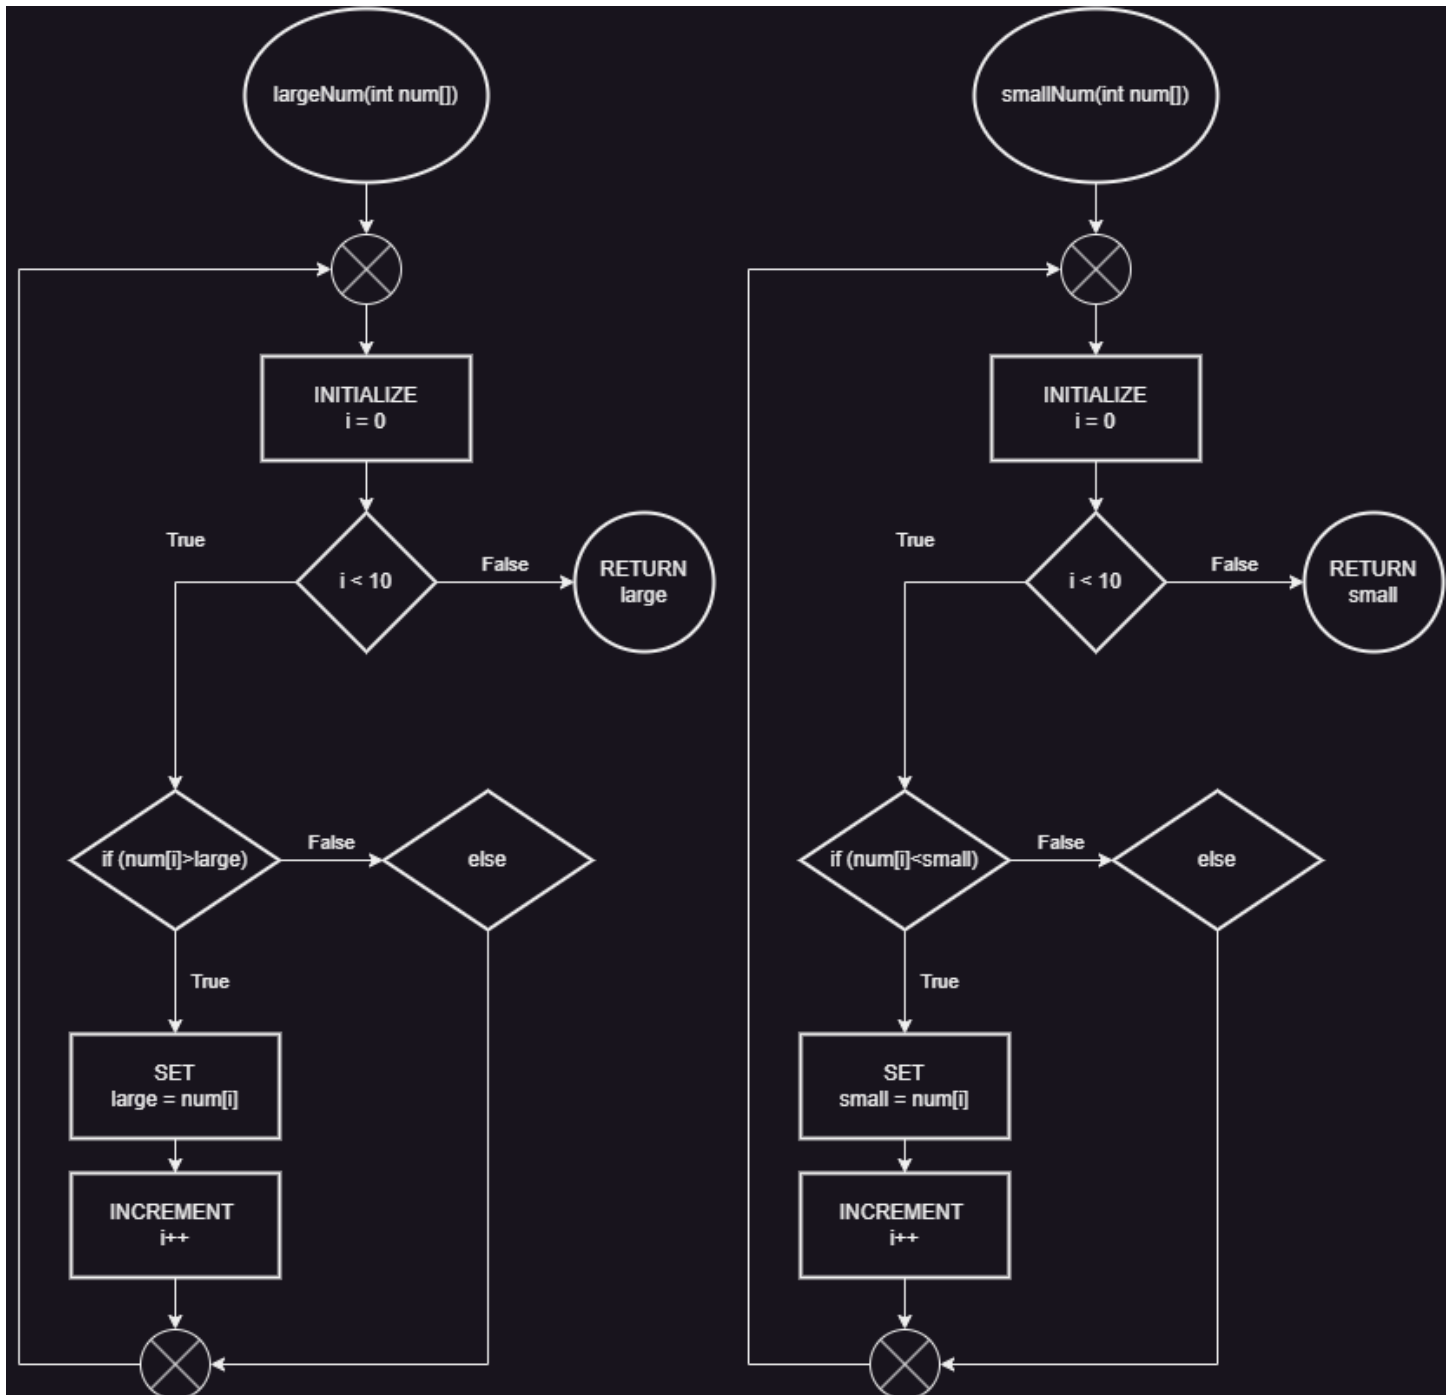 largeNum(int num[])
INITIALIZE
i = 0
True
i < 10
False
RETURN
large
if (num[i]>large)
False
else
True
SET
large = num[i]
INCREMENT
i++
smallNum(int num[])
INITIALIZE
i = 0
True
i < 10
False
RETURN
small
if (num[i]<small)
False
else
True
SET
small = num[i]
INCREMENT
i++